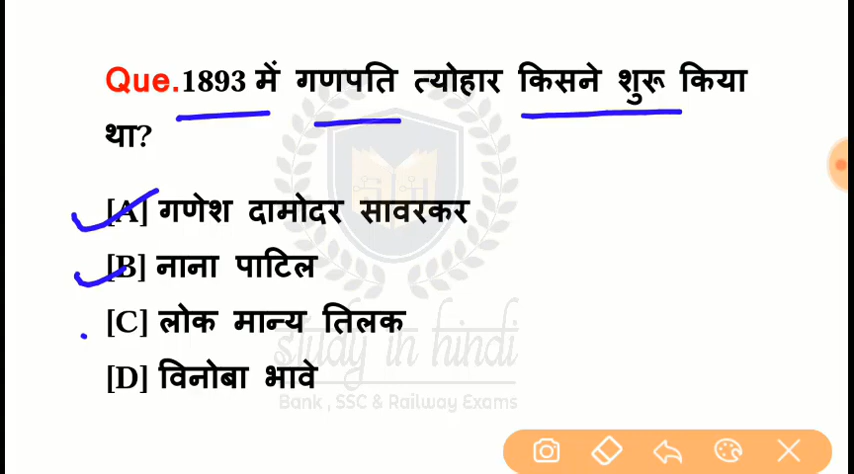 Que.1893 में गणपति त्योहार किसने शुरू किया
था?
[A] गणेश दामोदर सावरकर
[B] नाना पाटिल
[C] लोक मान्य तिलक
study in hindi
[D] विनोबा भावे
Bank , SSC & Railway Exams